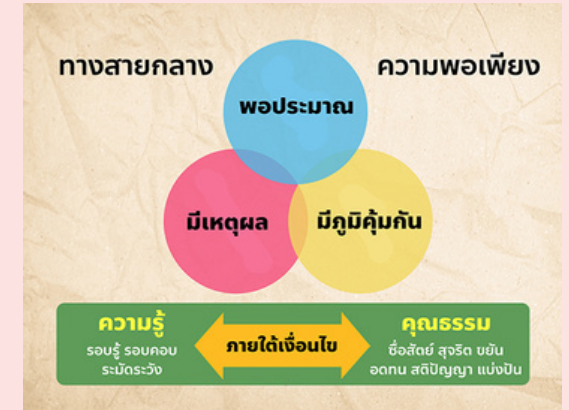 ทางสายกลาง
ความพอเพียง
พอประมาณ
มีเหตุผล
มีภูมิคุ้มกัน
ความรู้
รอบรู้ รอบคอบ
ระมัดระวัง
ภายใต้เงื่อนไข
คุณธรรม
ซื่อสัตย์ สุจริต ขยัน
อดทน สติปัญญา แบ่งปัน